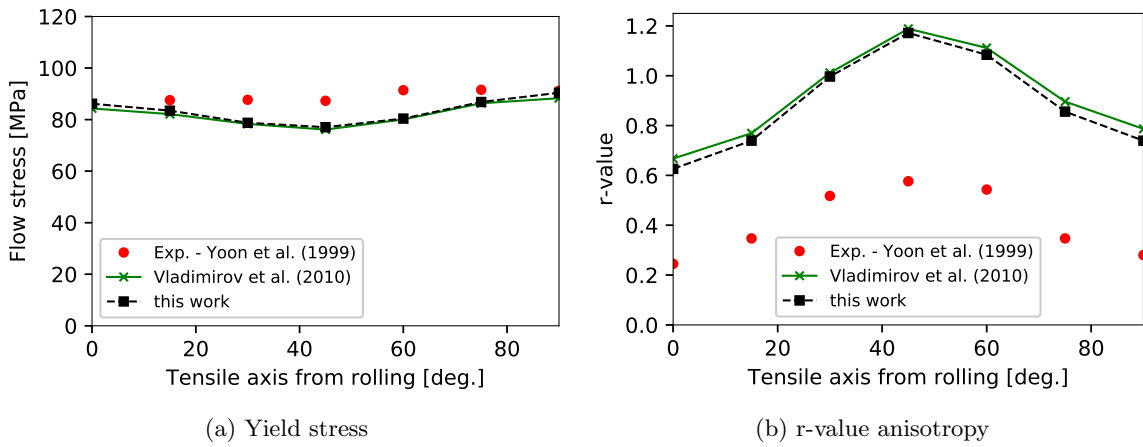 120
100
80
60
40
20
0
Flow stress [MPa]
Exp. - Yoon et al. (1999)
Vladimirov et al. (2010)
this work
0 20 40 60 80
Tensile axis from rolling [deg.]
(a) Yield stress
1.2
1.0
0.8
0.6
0.4
0.2
0.0
r-value
Exp. - Yoon et al. (1999)
Vladimirov et al. (2010)
this work
0 20 40 60 80
Tensile axis from rolling [deg.]
(b) r-value anisotropy